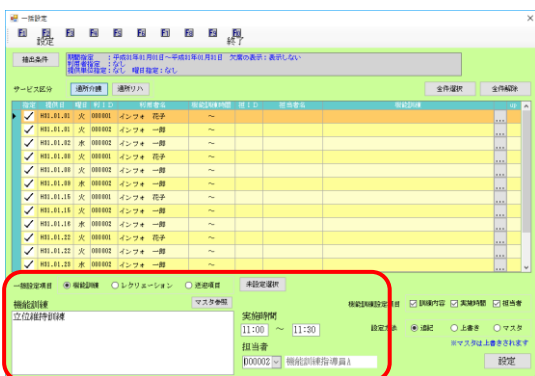 一括設定
F1 F2 F3 F4 F5 F6 F7 F8 F9 F10
設定 終了
抽出条件 期間指定 :平成31年01月01日~平成31年01月31日 欠席の表示:表示しない
利用者指定 :なし
提供単位指定:なし 曜日指定:なし
サービス区分 通所介護 通所リハ 全件選択 全件解除
指定 提供日 曜日 利ID 利用者名 機能訓練時間 担ID 担当者名 機能訓練
H31.01.01 火 000001 インフォ 花子 ~ ...
H31.01.01 火 000002 インフォ 一郎 ~ ...
H31.01.02 水 000002 インフォ 一郎 ~ ...
H31.01.08 火 000001 インフォ 花子 ~ ...
H31.01.08 火 000002 インフォ 一郎 ~ ...
H31.01.09 水 000002 インフォ 一郎 ~ ...
H31.01.15 火 000001 インフォ 花子 ~ ...
H31.01.15 火 000002 インフォ 一郎 ~ ...
H31.01.16 水 000002 インフォ 一郎 ~ ...
H31.01.22 火 000001 インフォ 花子 ~ ...
H31.01.22 火 000002 インフォ 一郎 ~ ...
H31.01.23 水 000002 インフォ 一郎 ~ ...
一括設定項目 機能訓練 レクリエーション 送迎項目 未設定選択
機能訓練 マスタ参照
立位維持訓練
実施時間
11:00 ~ 11:30
担当者
D00002 機能訓練指導員A
機能訓練設定項目 訓練内容 実施時間 担当者
設定方法 追記 上書き マスタ
※マスタは上書きされます
設定